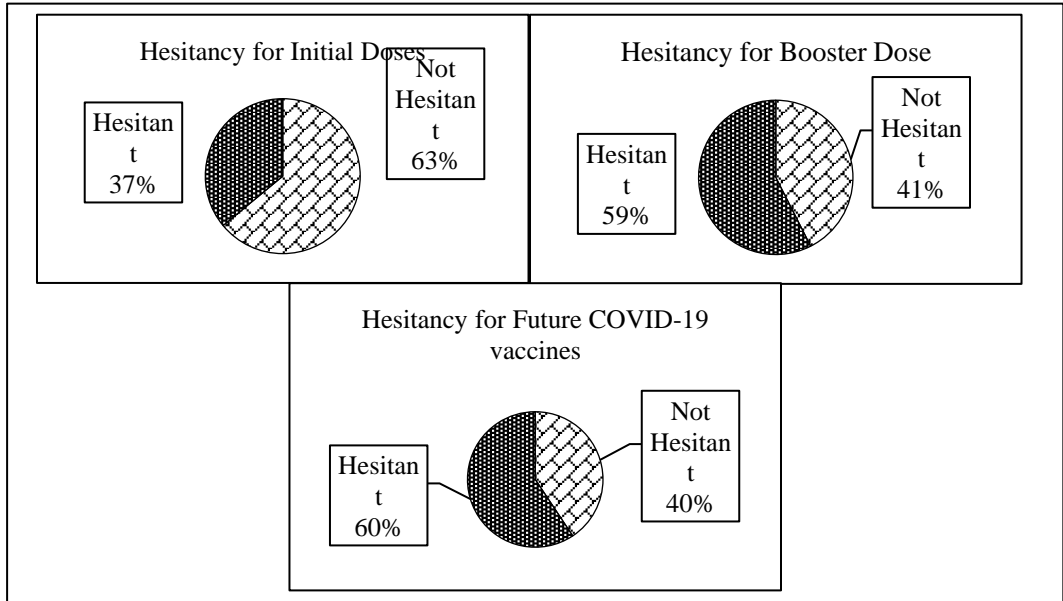 Hesitancy for Initial Doses
Hesitan
t
37%
Not
Hesitan
t
63%
Hesitancy for Booster Dose
Hesitan
t
59%
Not
Hesitan
t
41%
Hesitancy for Future COVID-19
vaccines
Hesitan
t
60%
Not
Hesitan
t
40%